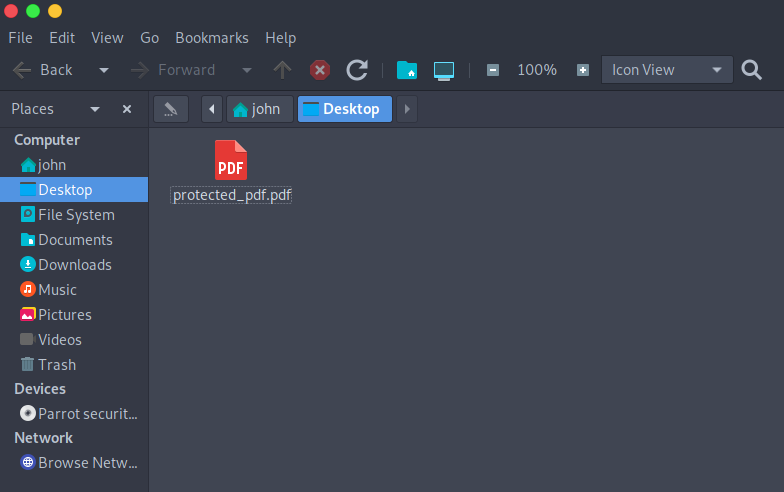 File Edit View Go Bookmarks Help
Back Forward 100% Icon View
Places john Desktop
Computer
john
Desktop
File System
Documents
Downloads
Music
Pictures
Videos
Trash
Devices
Parrot securit...
Network
Browse Netw...
PDF
protected_pdf.pdf